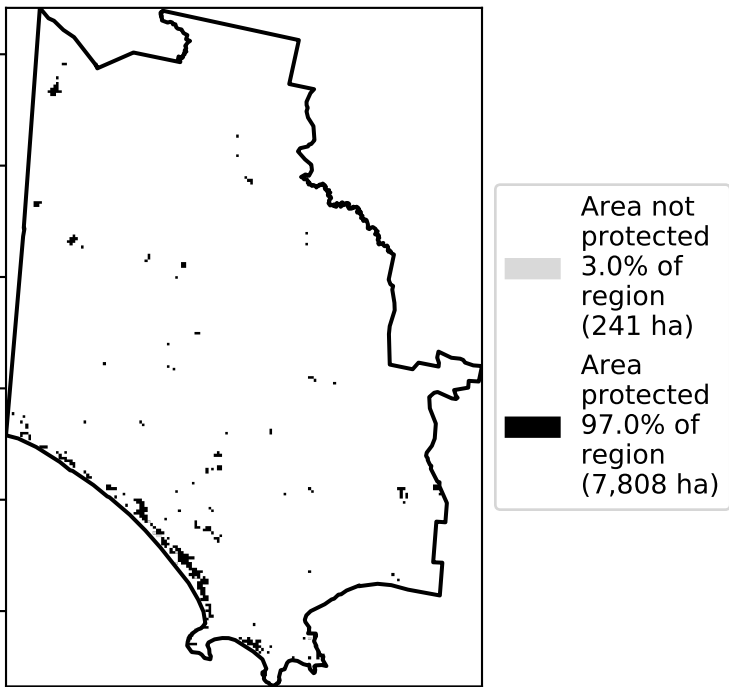 Area not
protected
3.0% of
region
(241 ha)
Area
protected
97.0% of
region
(7,808 ha)